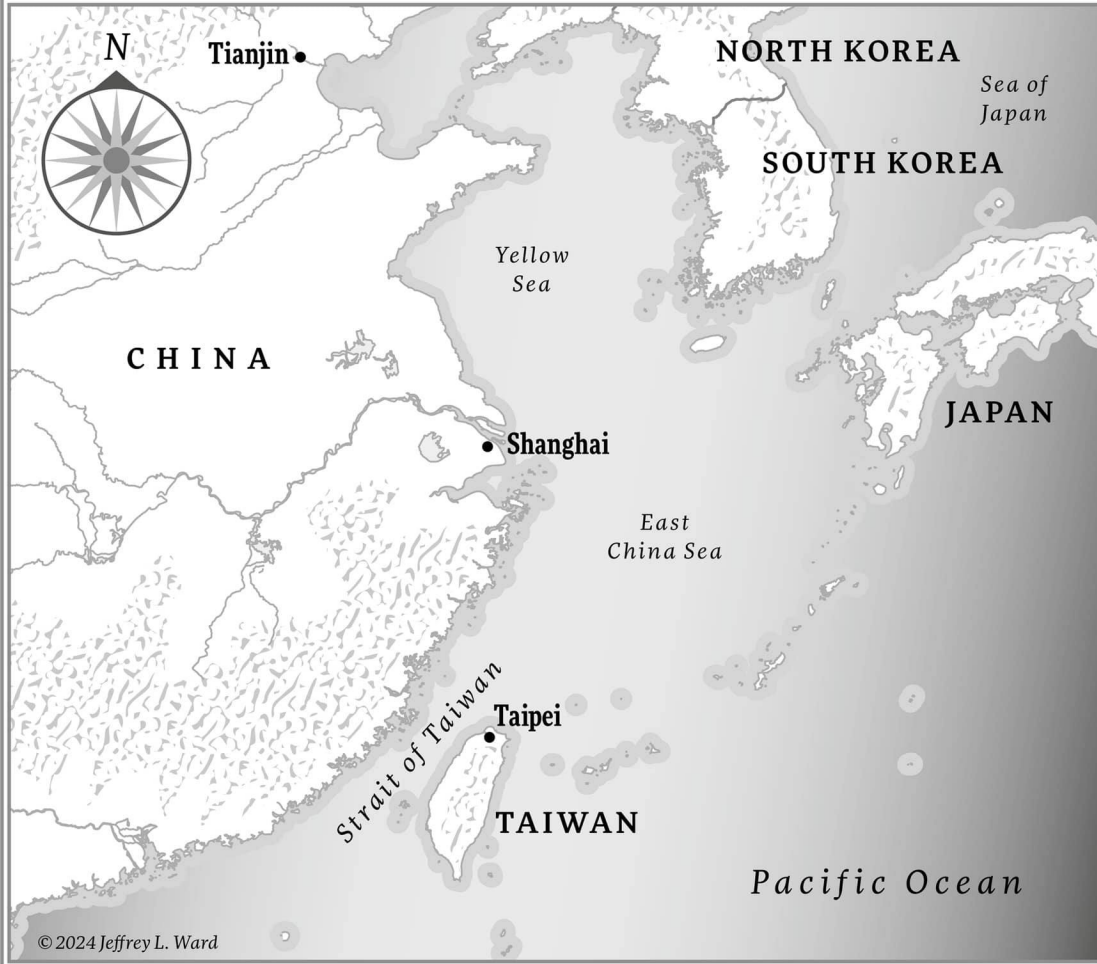 N
Tianjin
NORTH KOREA
Sea of
Japan
SOUTH KOREA
Yellow
Sea
CHINA
JAPAN
Shanghai
East
China Sea
Strait of Taiwan
Taipei
TAIWAN
Pacific Ocean
© 2024 Jeffrey L. Ward